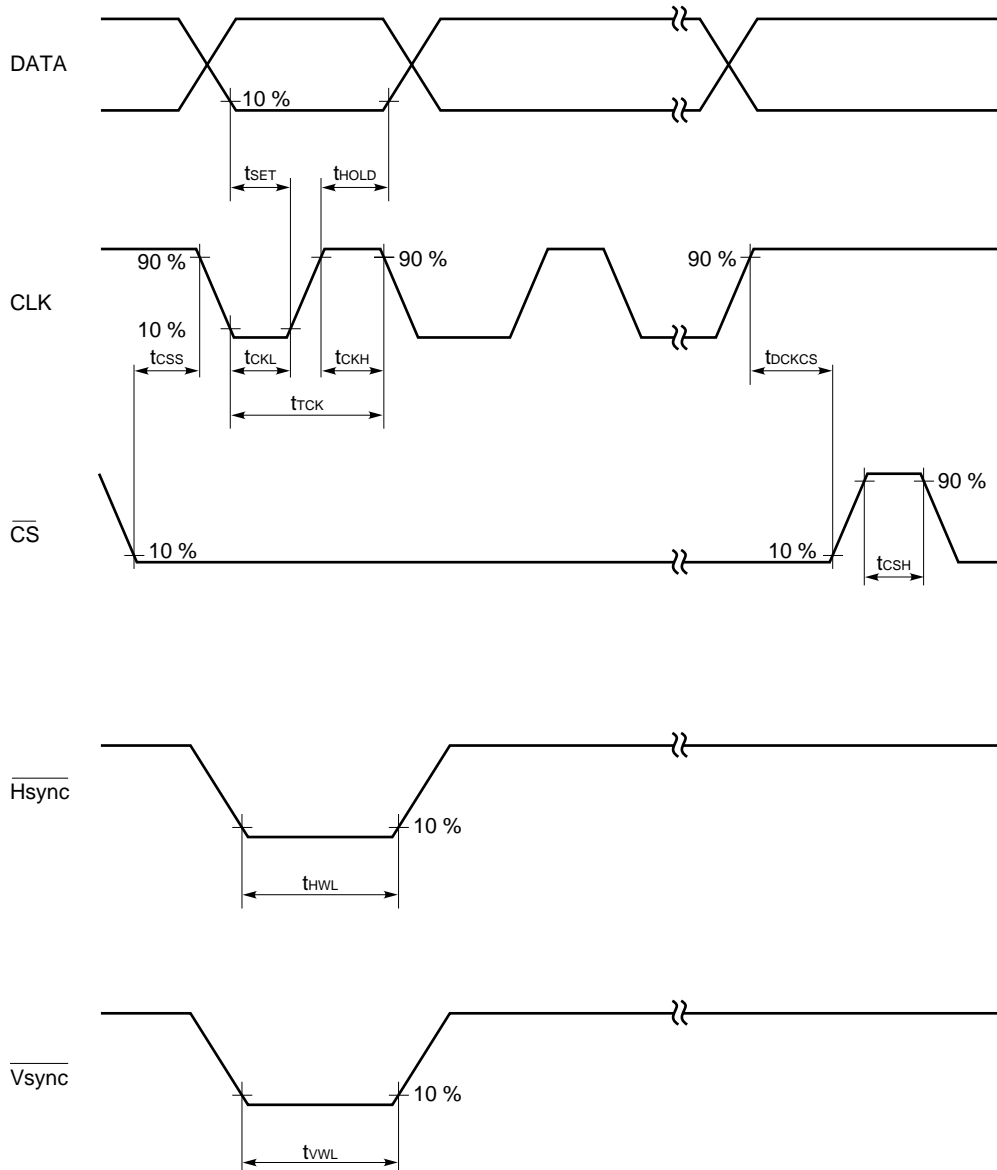 DATA
10 %
tSET
tHOLD
CLK
90 %
90 %
90 %
10 %
tCSS
tCKL
tCKH
tDCKCS
tTCK
CS
90 %
10 %
10 %
tCSH
Hsync
10 %
tHWL
Vsync
10 %
tVWL